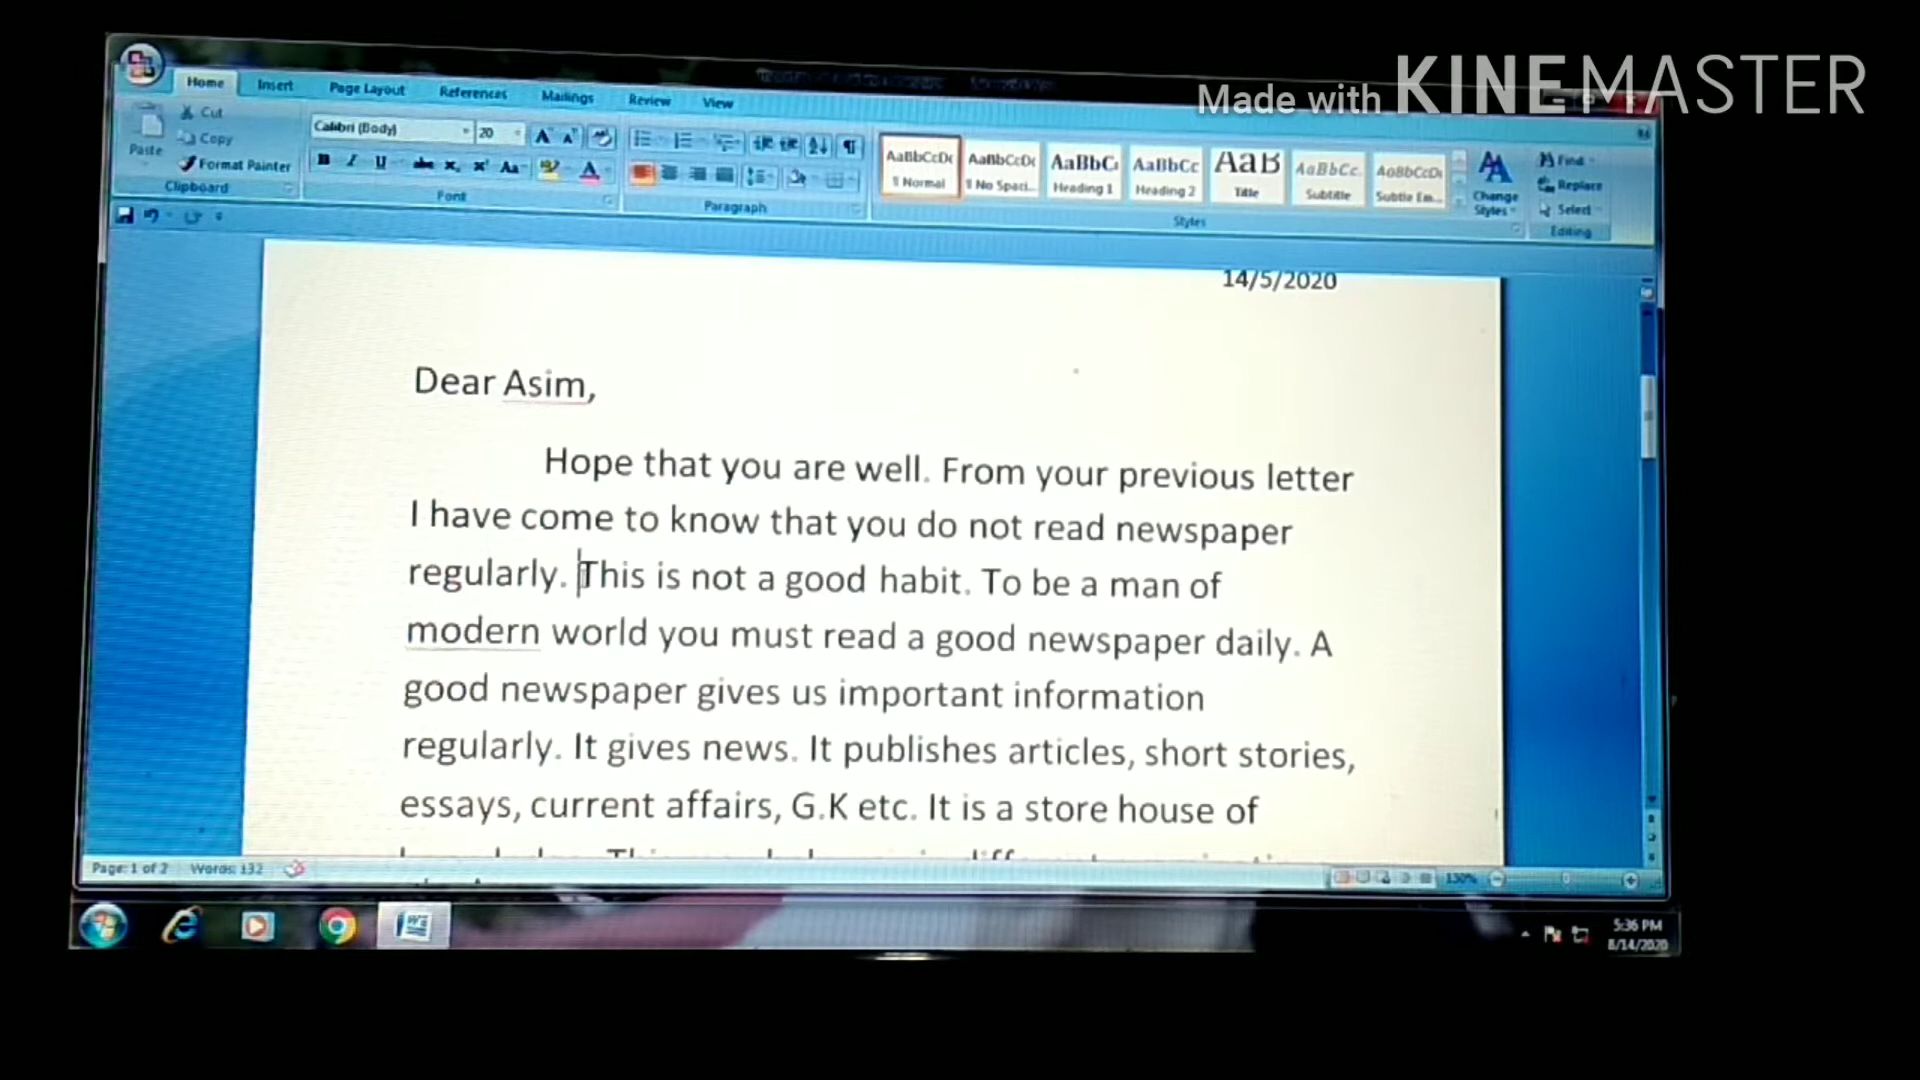 Made with KINEMASTER
Home Insert Page Layout References Mailings Review View
Cut
Copy
Paste
Format Painter
Clipboard
Calibri (Body) 20
Font
Paragraph
AaBbCcDc AaBbCcDc AaBbC AaBbCc AaB AaBbCc. AaBbCcDc
¶ Normal ¶ No Spaci... Heading 1 Heading 2 Title Subtitle Subtle Em...
Change Styles
Styles
Find
Replace
Select
Editing
14/5/2020
Dear Asim,
Hope that you are well. From your previous letter
I have come to know that you do not read newspaper
regularly. This is not a good habit. To be a man of
modern world you must read a good newspaper daily. A
good newspaper gives us important information
regularly. It gives news. It publishes articles, short stories,
essays, current affairs, G.K etc. It is a store house of
Page: 1 of 2 Words: 132
130%
5:36 PM
8/14/2020